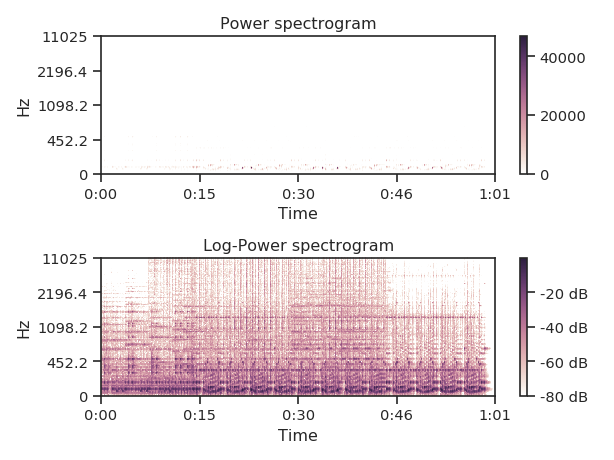 Power spectrogram
11025
2196.4
1098.2
452.2
0
Hz
0:00 0:15 0:30 0:46 1:01
Time
40000
20000
0
Log-Power spectrogram
11025
2196.4
1098.2
452.2
0
Hz
0:00 0:15 0:30 0:46 1:01
Time
-20 dB
-40 dB
-60 dB
-80 dB